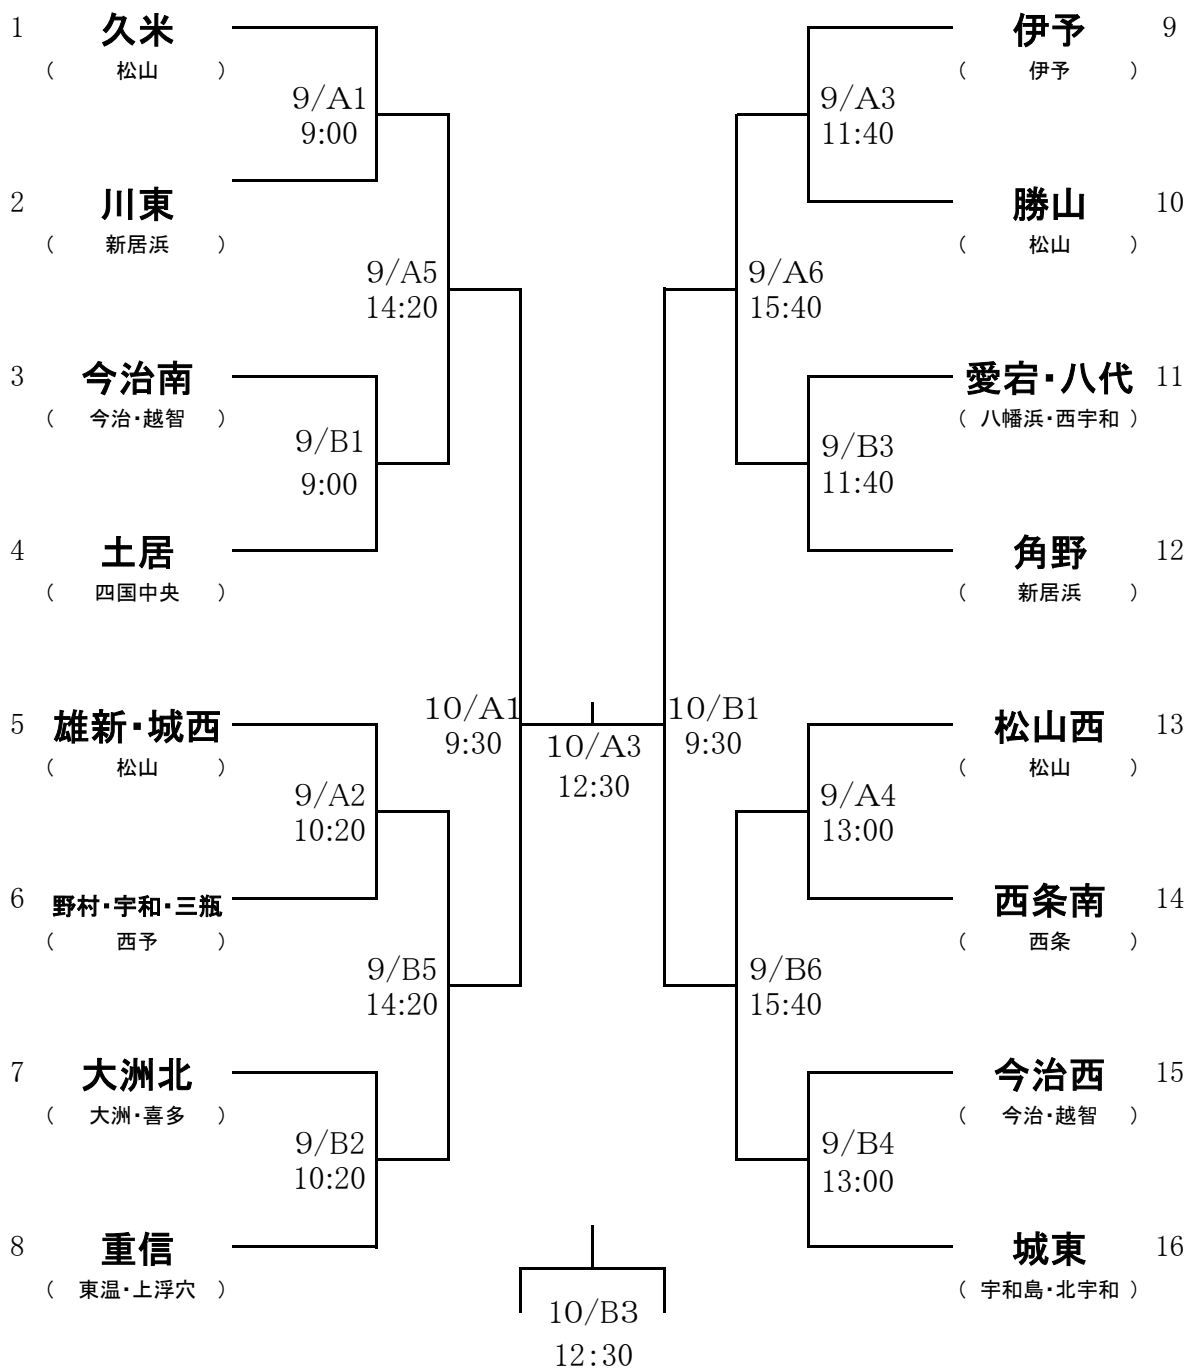 1 久米
( 松山 )
9/A1
9:00
2 川東
( 新居浜 )
9/A5
14:20
3 今治南
( 今治・越智 )
9/B1
9:00
4 土居
( 四国中央 )
5 雄新・城西
( 松山 )
9/A2
10:20
6 野村・宇和・三瓶
( 西予 )
9/B5
14:20
7 大洲北
( 大洲・喜多 )
9/B2
10:20
8 重信
( 東温・上浮穴 )
10/A1
9:30
10/A3
12:30
10/B1
9:30
10/B3
12:30
伊予 9
( 伊予 )
9/A3
11:40
勝山 10
( 松山 )
9/A6
15:40
愛宕・八代 11
( 八幡浜・西宇和 )
9/B3
11:40
角野 12
( 新居浜 )
松山西 13
( 松山 )
9/A4
13:00
西条南 14
( 西条 )
9/B6
15:40
今治西 15
( 今治・越智 )
9/B4
13:00
城東 16
( 宇和島・北宇和 )